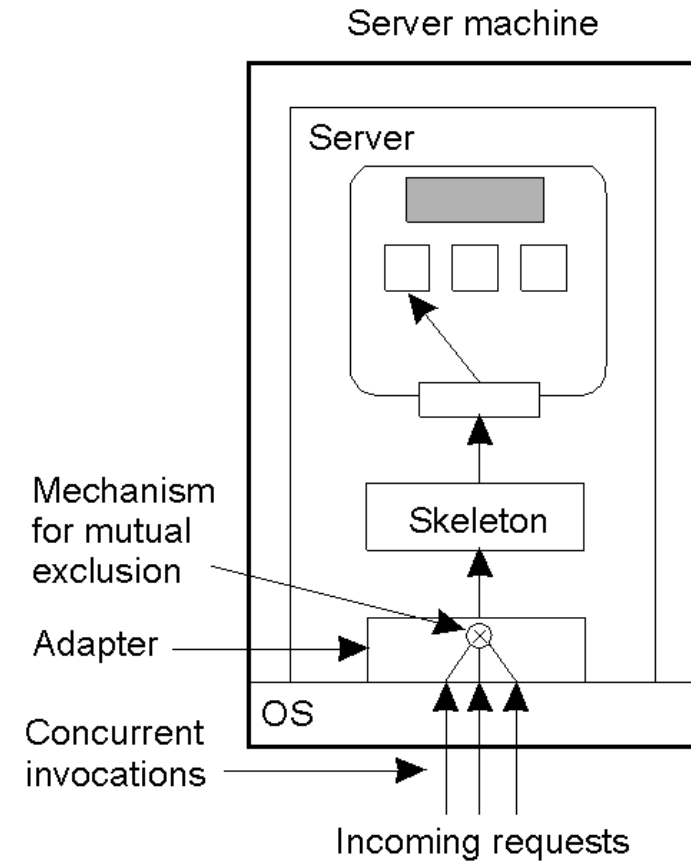 Server machine
Server
Mechanism
for mutual
exclusion
Skeleton
Adapter
OS
Concurrent
invocations
Incoming requests